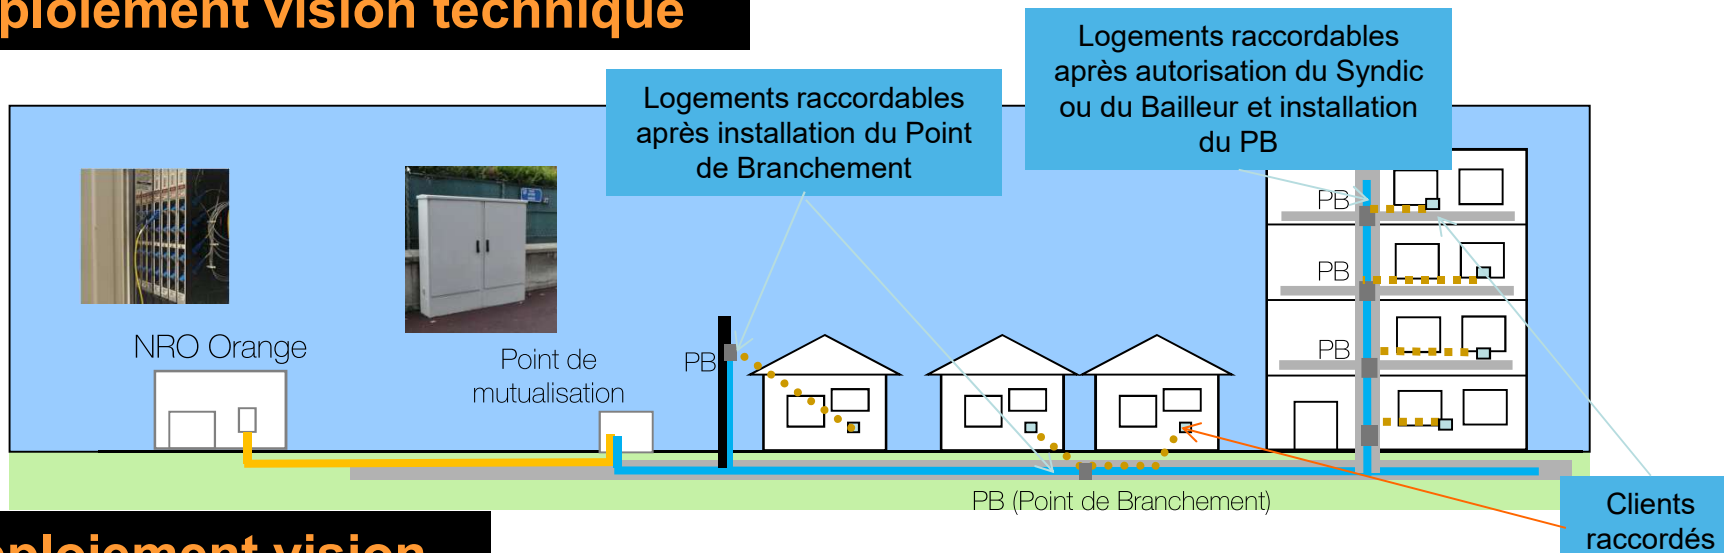 ploiement vision technique
Logements raccordables
après autorisation du Syndic
ou du Bailleur et installation
du PB
Logements raccordables
après installation du Point
de Branchement
NRO Orange
Point de
mutualisation
PB
PB
PB
PB
PB (Point de Branchement)
Clients
raccordés
ploiement vision